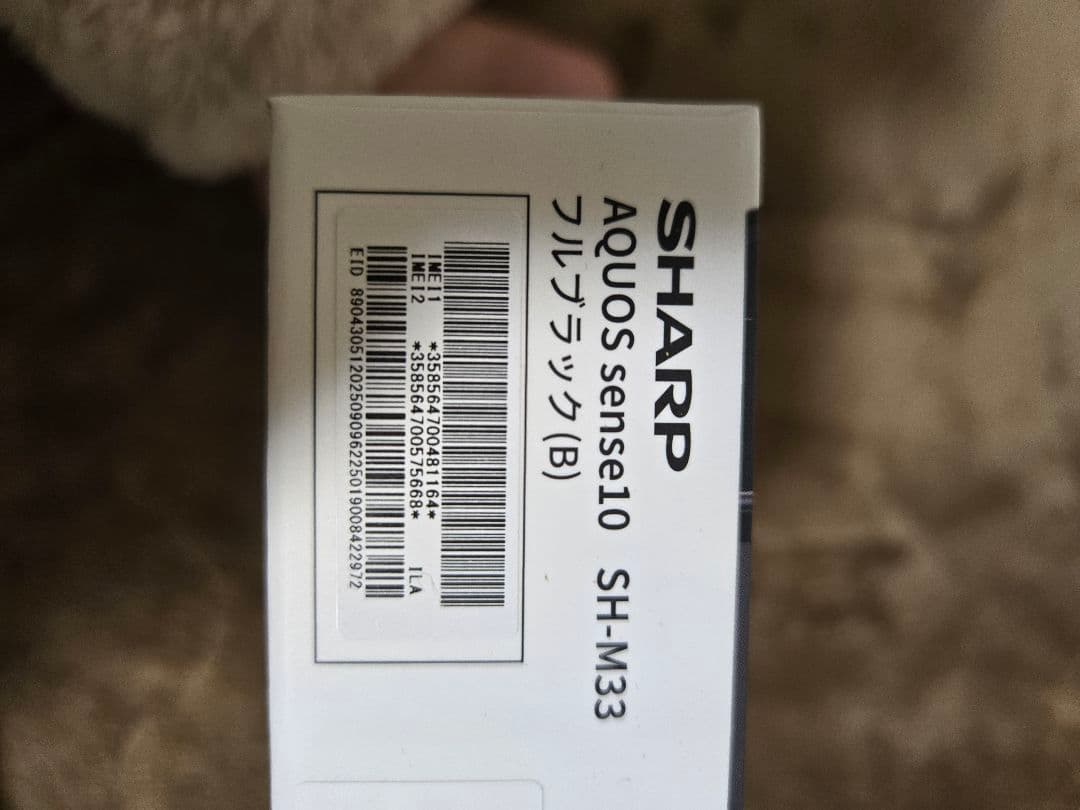 SHARP
AQUOS sense10 SH-M33
フルブラック(B)
IMEI1 *358564700481164*
IMEI2 *358564700575668* ILA
EID 89043051202509096225019008422972